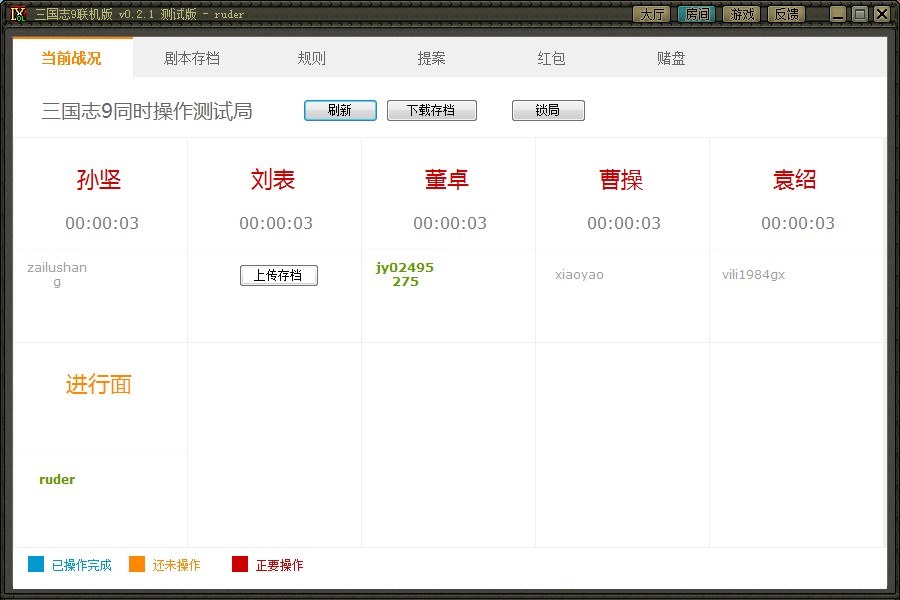 三国志9联机版 v0.2.1 测试版 - ruder
大厅 房间 游戏 反馈
当前战况 剧本存档 规则 提案 红包 赌盘
三国志9同时操作测试局 刷新 下载存档 锁局
孙坚 刘表 董卓 曹操 袁绍
00:00:03 00:00:03 00:00:03 00:00:03 00:00:03
zailushan
g
上传存档
jy02495
275
xiaoyao
vili1984gx
进行面
ruder
已操作完成 还未操作 正要操作